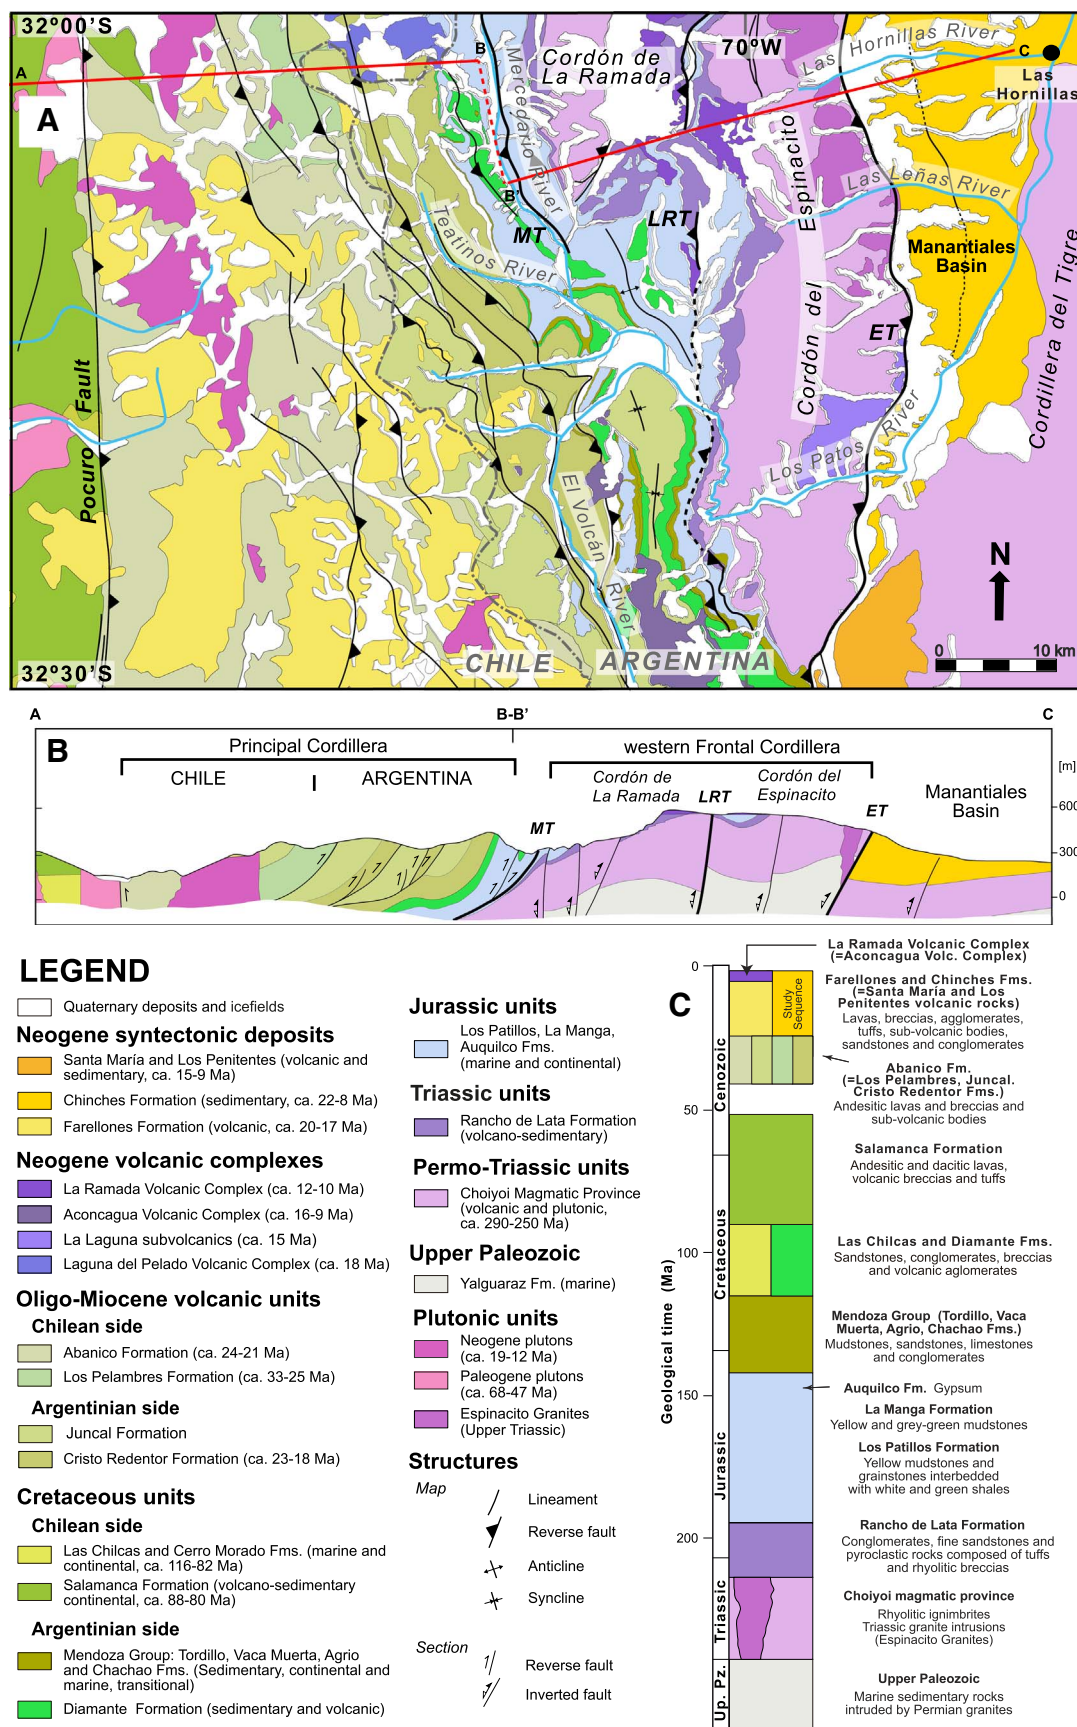 32º00'S
A
A
B
Mercedario River
Cordón de
La Ramada
70ºW
Las Hornillas River
C
Las
Hornillas
Espinacito
Las Leñas River
B'
MT
LRT
Teatinos River
Manantiales
Basin
Cordón del
ET
Cordillera del Tigre
Pocuro Fault
Los Patos River
El Volcán River
N
CHILE
ARGENTINA
0
10 km
32º30'S
A
B-B'
C
B
Principal Cordillera
western Frontal Cordillera
CHILE
ARGENTINA
Cordón de
La Ramada
LRT
Cordón del
Espinacito
ET
Manantiales
Basin
MT
[m]
600
300
0
LEGEND
Quaternary deposits and icefields
Neogene syntectonic deposits
Santa María and Los Penitentes (volcanic and
sedimentary, ca. 15-9 Ma)
Chinches Formation (sedimentary, ca. 22-8 Ma)
Farellones Formation (volcanic, ca. 20-17 Ma)
Neogene volcanic complexes
La Ramada Volcanic Complex (ca. 12-10 Ma)
Aconcagua Volcanic Complex (ca. 16-9 Ma)
La Laguna subvolcanics (ca. 15 Ma)
Laguna del Pelado Volcanic Complex (ca. 18 Ma)
Oligo-Miocene volcanic units
Chilean side
Abanico Formation (ca. 24-21 Ma)
Los Pelambres Formation (ca. 33-25 Ma)
Argentinian side
Juncal Formation
Cristo Redentor Formation (ca. 23-18 Ma)
Cretaceous units
Chilean side
Las Chilcas and Cerro Morado Fms. (marine and
continental, ca. 116-82 Ma)
Salamanca Formation (volcano-sedimentary
continental, ca. 88-80 Ma)
Argentinian side
Mendoza Group: Tordillo, Vaca Muerta, Agrio
and Chachao Fms. (Sedimentary, continental and
marine, transitional)
Diamante Formation (sedimentary and volcanic)
Jurassic units
Los Patillos, La Manga,
Auquilco Fms.
(marine and continental)
Triassic units
Rancho de Lata Formation
(volcano-sedimentary)
Permo-Triassic units
Choiyoi Magmatic Province
(volcanic and plutonic,
ca. 290-250 Ma)
Upper Paleozoic
Yalguaraz Fm. (marine)
Plutonic units
Neogene plutons
(ca. 19-12 Ma)
Paleogene plutons
(ca. 68-47 Ma)
Espinacito Granites
(Upper Triassic)
Structures
Map
Lineament
Reverse fault
Anticline
Syncline
Section
Reverse fault
Inverted fault
C
Geological time (Ma)
0
50
100
150
200
Cenozoic
Cretaceous
Jurassic
Triassic
Up. Pz.
Study
Sequence
La Ramada Volcanic Complex
(=Aconcagua Volc. Complex)
Farellones and Chinches Fms.
(=Santa María and Los
Penitentes volcanic rocks)
Lavas, breccias, agglomerates,
tuffs, sub-volcanic bodies,
sandstones and conglomerates
Abanico Fm.
(=Los Pelambres, Juncal.
Cristo Redentor Fms.)
Andesitic lavas and breccias and
sub-volcanic bodies
Salamanca Formation
Andesitic and dacitic lavas,
volcanic breccias and tuffs
Las Chilcas and Diamante Fms.
Sandstones, conglomerates, breccias
and volcanic aglomerates
Mendoza Group (Tordillo, Vaca
Muerta, Agrio, Chachao Fms.)
Mudstones, sandstones, limestones
and conglomerates
Auquilco Fm. Gypsum
La Manga Formation
Yellow and grey-green mudstones
Los Patillos Formation
Yellow mudstones and
grainstones interbedded
with white and green shales
Rancho de Lata Formation
Conglomerates, fine sandstones and
pyroclastic rocks composed of tuffs
and rhyolitic breccias
Choiyoi magmatic province
Rhyolitic ignimbrites
Triassic granite intrusions
(Espinacito Granites)
Upper Paleozoic
Marine sedimentary rocks
intruded by Permian granites